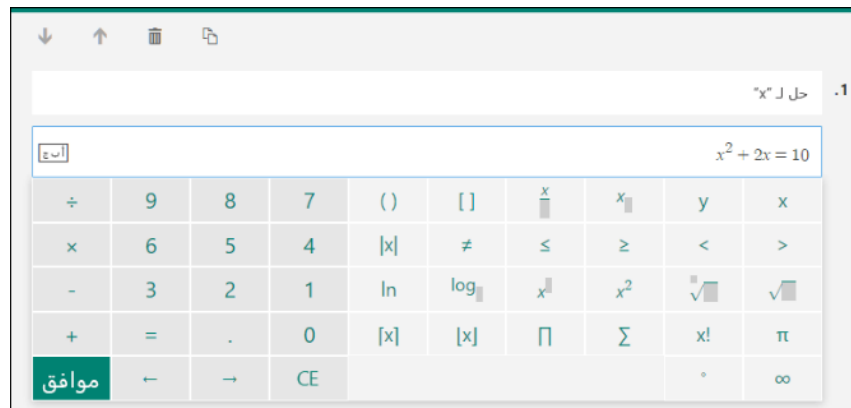 1. حل لـ "x"
x² + 2x = 10 أ ب ج
x y x▯ x/▯ [ ] ( ) 7 8 9 ÷
> < ≥ ≤ ≠ |x| 4 5 6 ×
√▯ ▯√▯ x² x▯ log▯ ln 1 2 3 -
π x! ∑ ∏ ⌊x⌋ ⌈x⌉ 0 . = +
∞ ° CE → ← موافق